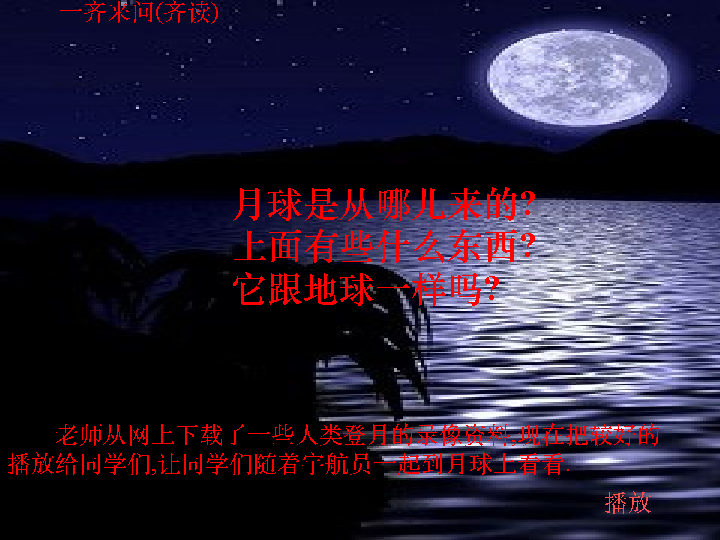 一齐来问(齐读)
月球是从哪儿来的?
上面有些什么东西?
它跟地球一样吗?
老师从网上下载了一些人类登月的录像资料,现在把较好的
播放给同学们,让同学们随着宇航员一起到月球上看看.
播放